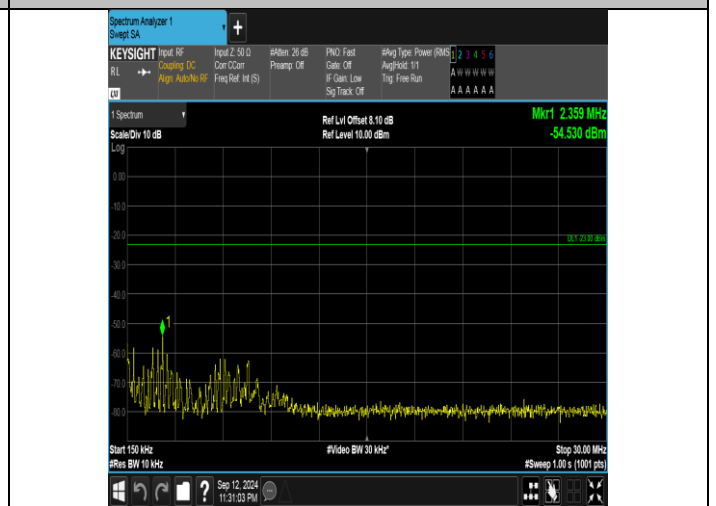 Spectrum Analyzer 1
Swept SA
+
KEYSIGHT Input: RF Input Z: 50 Ω #Atten: 26 dB PNO: Fast #Avg Type: Power (RMS 1 2 3 4 5 6
RL Coupling: DC Corr CCorr Preamp: Off Gate: Off Avg|Hold: 1/1 A W W W W W
Align: Auto/No RF Freq Ref: Int (S) IF Gain: Low Trig: Free Run
Sig Track: Off A A A A A A
LXI
1 Spectrum Ref Lvl Offset 8.10 dB Mkr1 2.359 MHz
Scale/Div 10 dB Ref Level 10.00 dBm -54.530 dBm
Log
0.00
-10.0
-20.0
DL1 -23.00 dBm
-30.0
-40.0
-50.0
1
-60.0
-70.0
-80.0
Start 150 kHz #Video BW 30 kHz* Stop 30.00 MHz
#Res BW 10 kHz #Sweep 1.00 s (1001 pts)
? Sep 12, 2024
11:31:03 PM